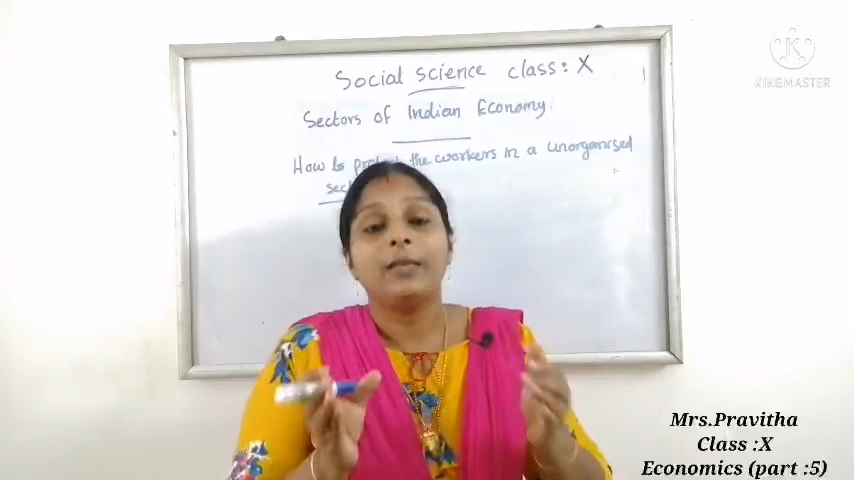 Social science class: X
Sectors of Indian Economy:
How to protect the workers in a unorganised
KINEMASTER
Mrs.Pravitha
Class :X
Economics (part :5)